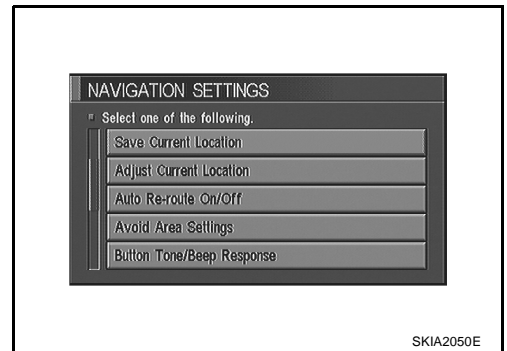 NAVIGATION SETTINGS
Select one of the following.
Save Current Location
Adjust Current Location
Auto Re-route On/Off
Avoid Area Settings
Button Tone/Beep Response
SKIA2050E